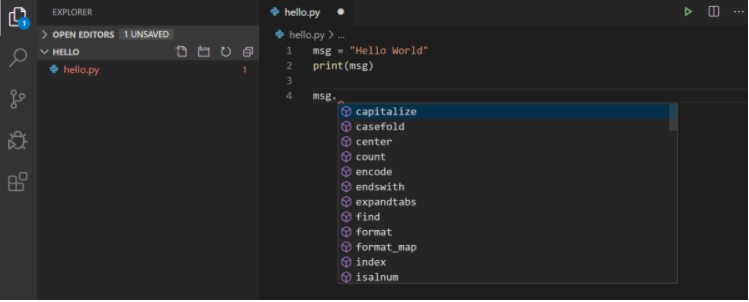 EXPLORER
OPEN EDITORS 1 UNSAVED
HELLO
hello.py 1
1
hello.py
hello.py > ...
1 msg = "Hello World"
2 print(msg)
3
4 msg.
capitalize
casefold
center
count
encode
endswith
expandtabs
find
format
format_map
index
isalnum